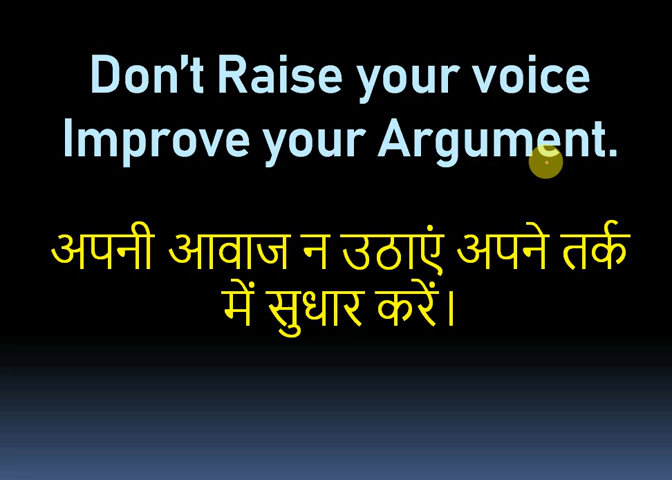 Don't Raise your voice
Improve your Argument.
अपनी आवाज न उठाएं अपने तर्क
में सुधार करें।